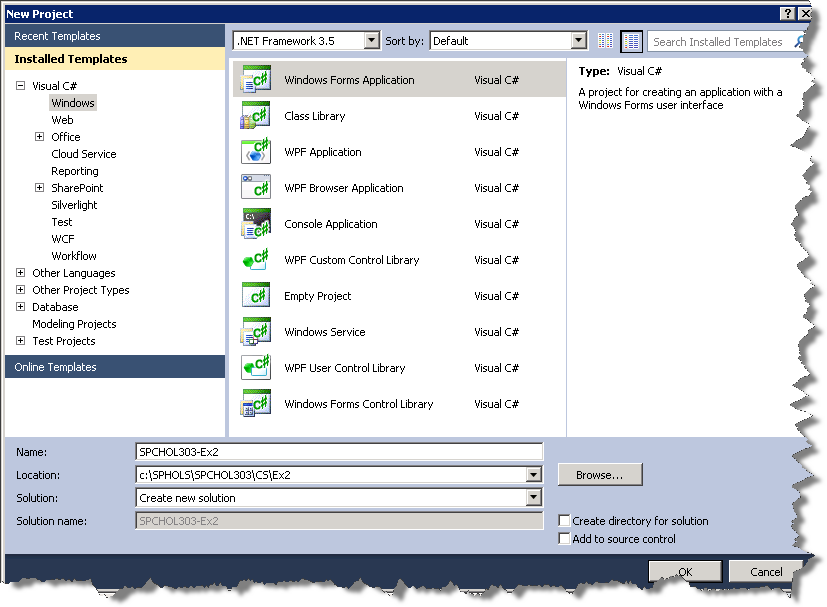 New Project
Recent Templates
Installed Templates
Visual C#
Windows
Web
Office
Cloud Service
Reporting
SharePoint
Silverlight
Test
WCF
Workflow
Other Languages
Other Project Types
Database
Modeling Projects
Test Projects
Online Templates
.NET Framework 3.5 Sort by: Default Search Installed Templates
Windows Forms Application Visual C#
Class Library Visual C#
WPF Application Visual C#
WPF Browser Application Visual C#
Console Application Visual C#
WPF Custom Control Library Visual C#
Empty Project Visual C#
Windows Service Visual C#
WPF User Control Library Visual C#
Windows Forms Control Library Visual C#
Type: Visual C#
A project for creating an application with a
Windows Forms user interface
Name: SPCHOL303-Ex2
Location: c:\SPHOLS\SPCHOL303\CS\Ex2 Browse...
Solution: Create new solution
Solution name: SPCHOL303-Ex2
Create directory for solution
Add to source control
OK Cancel